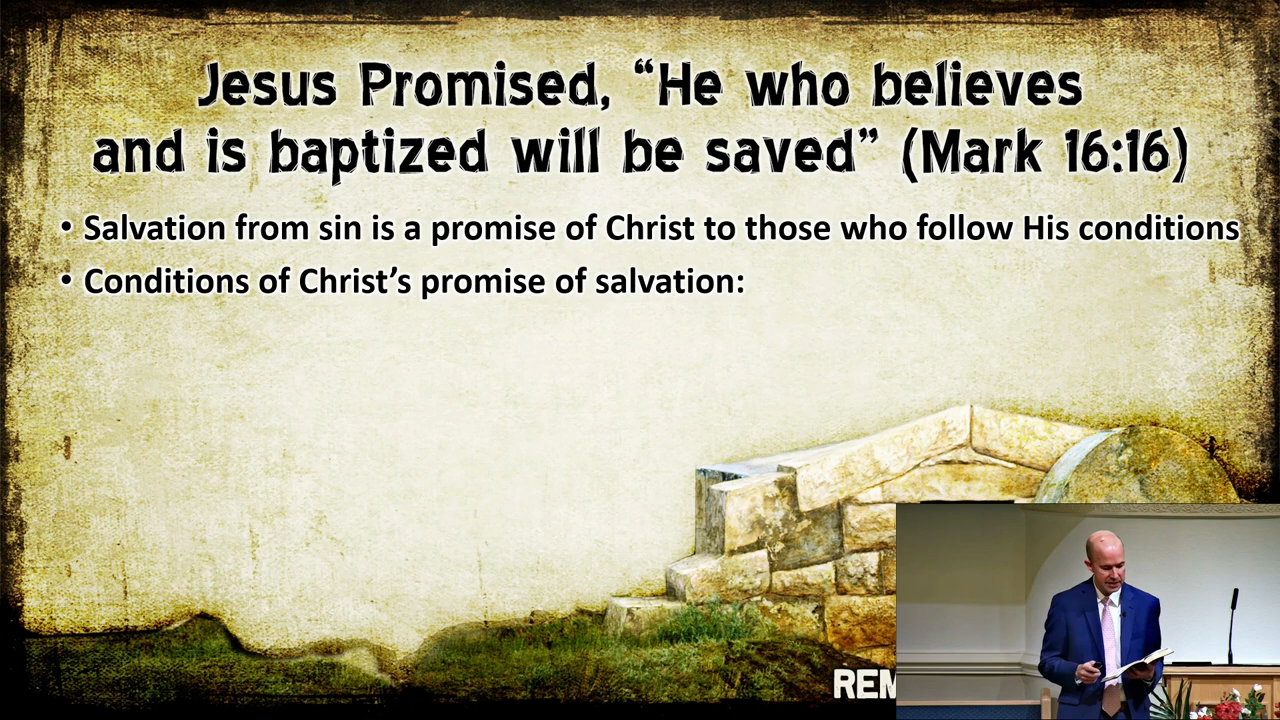 Jesus Promised, “He who believes
and is baptized will be saved” (Mark 16:16)
• Salvation from sin is a promise of Christ to those who follow His conditions
• Conditions of Christ’s promise of salvation:
REM